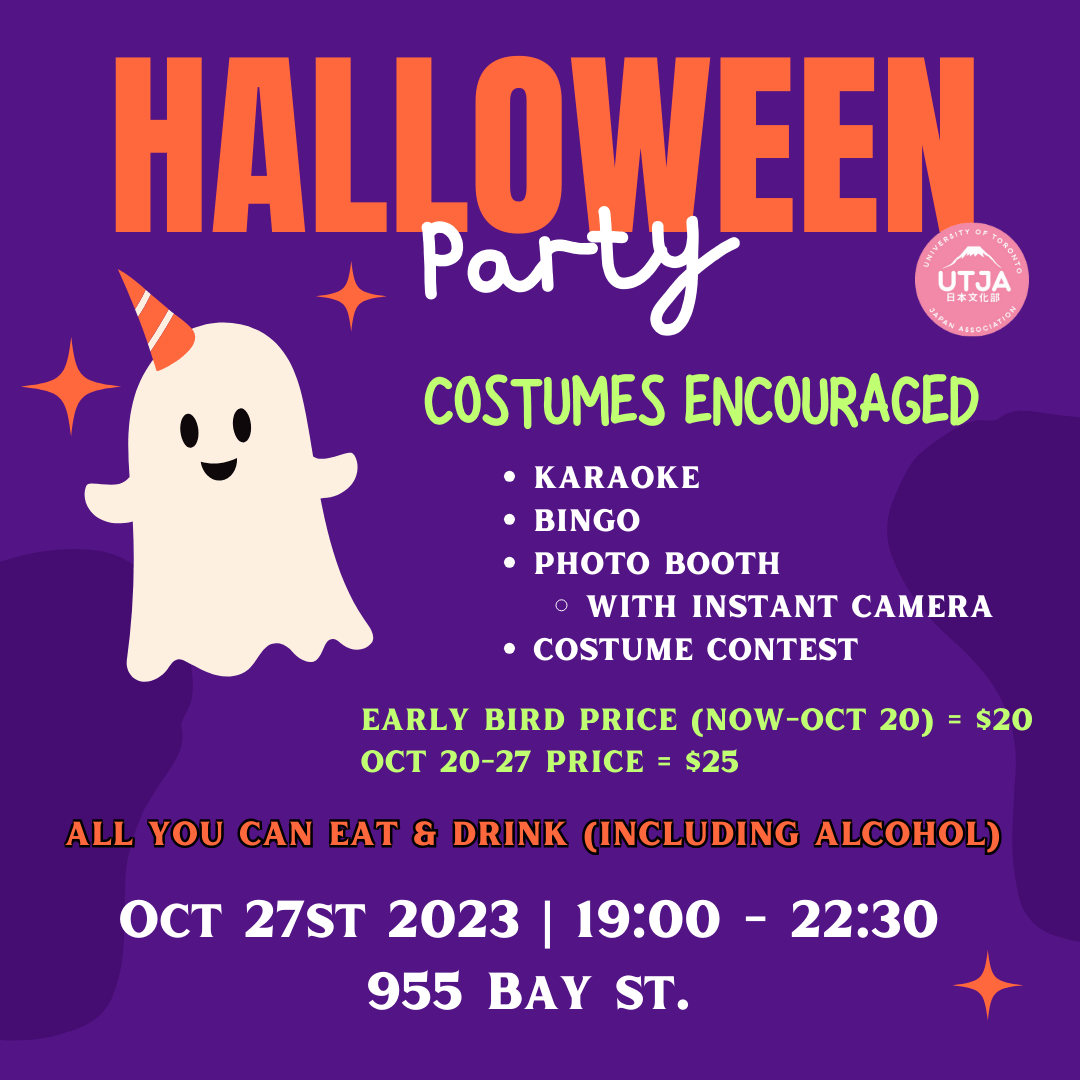 HALLOWEEN
Party
UNIVERSITY OF TORONTO
UTJA
日本文化部
JAPAN ASSOCIATION
COSTUMES ENCOURAGED
• KARAOKE
• BINGO
• PHOTO BOOTH
○ WITH INSTANT CAMERA
• COSTUME CONTEST
EARLY BIRD PRICE (NOW-OCT 20) = $20
OCT 20-27 PRICE = $25
ALL YOU CAN EAT & DRINK (INCLUDING ALCOHOL)
OCT 27ST 2023 | 19:00 - 22:30
955 BAY ST.